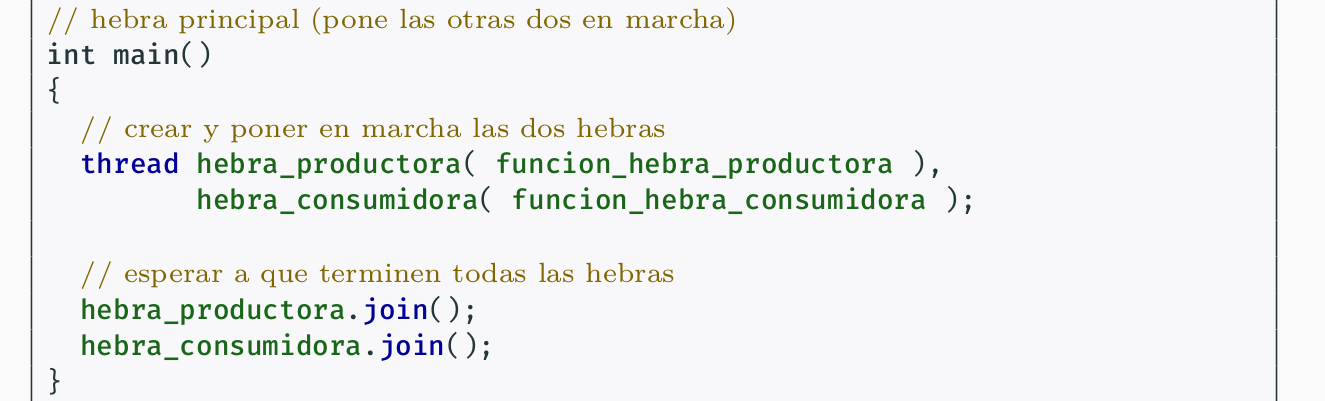 // hebra principal (pone las otras dos en marcha)
int main()
{
// crear y poner en marcha las dos hebras
thread hebra_productora( funcion_hebra_productora ),
hebra_consumidora( funcion_hebra_consumidora );
// esperar a que terminen todas las hebras
hebra_productora.join();
hebra_consumidora.join();
}